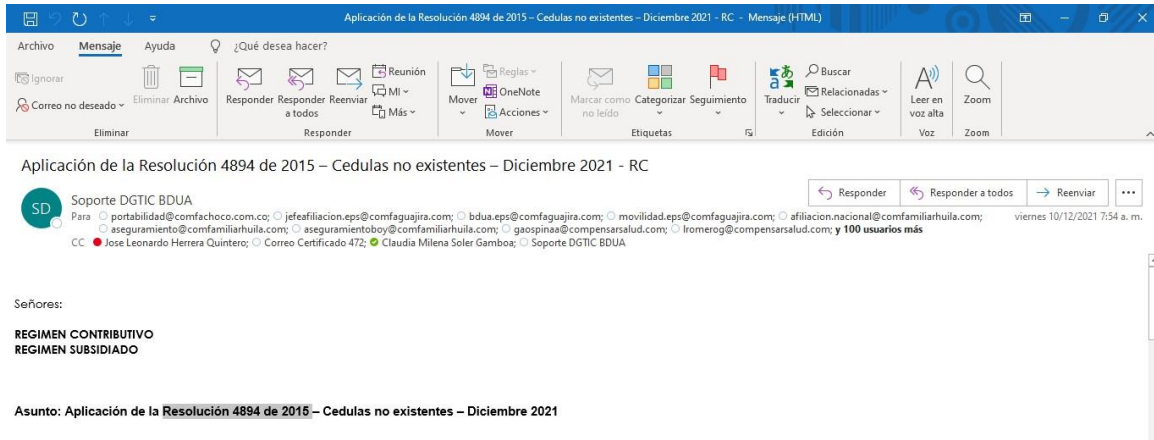 Aplicación de la Resolución 4894 de 2015 – Cedulas no existentes – Diciembre 2021 - RC - Mensaje (HTML)
Archivo Mensaje Ayuda ¿Qué desea hacer?
Ignorar
Correo no deseado
Eliminar Archivo
Responder Responder a todos Reenviar
Reunión
MI
Más
Mover
Reglas
OneNote
Acciones
Marcar como no leído Categorizar Seguimiento
Traducir
Buscar
Relacionadas
Seleccionar
Leer en voz alta
Zoom
Eliminar Responder Mover Etiquetas Edición Voz Zoom
Aplicación de la Resolución 4894 de 2015 – Cedulas no existentes – Diciembre 2021 - RC
SD
Soporte DGTIC BDUA
Responder Responder a todos Reenviar
Para portabilidad@comfachoco.com.co; jefeafiliacion.eps@comfaguajira.com; bdua.eps@comfaguajira.com; movilidad.eps@comfaguajira.com; afiliacion.nacional@comfamiliarhuila.com;
viernes 10/12/2021 7:54 a. m.
aseguramiento@comfamiliarhuila.com; aseguramientoboy@comfamiliarhuila.com; gaospinaa@compensarsalud.com; lromerog@compensarsalud.com; y 100 usuarios más
CC Jose Leonardo Herrera Quintero; Correo Certificado 472; Claudia Milena Soler Gamboa; Soporte DGTIC BDUA
Señores:
REGIMEN CONTRIBUTIVO
REGIMEN SUBSIDIADO
Asunto: Aplicación de la Resolución 4894 de 2015 – Cedulas no existentes – Diciembre 2021